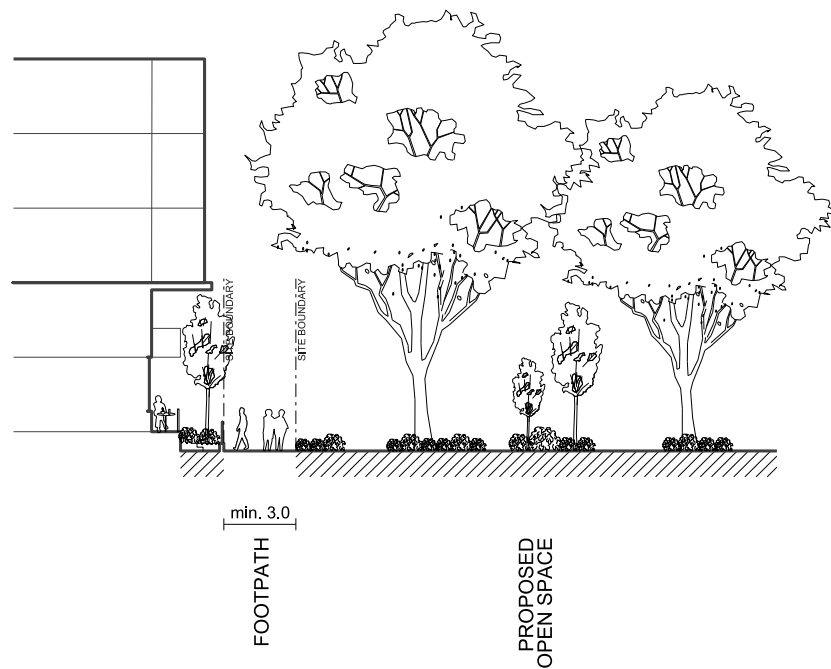 SITE BOUNDARY
SITE BOUNDARY
min. 3.0
FOOTPATH
PROPOSED
OPEN SPACE